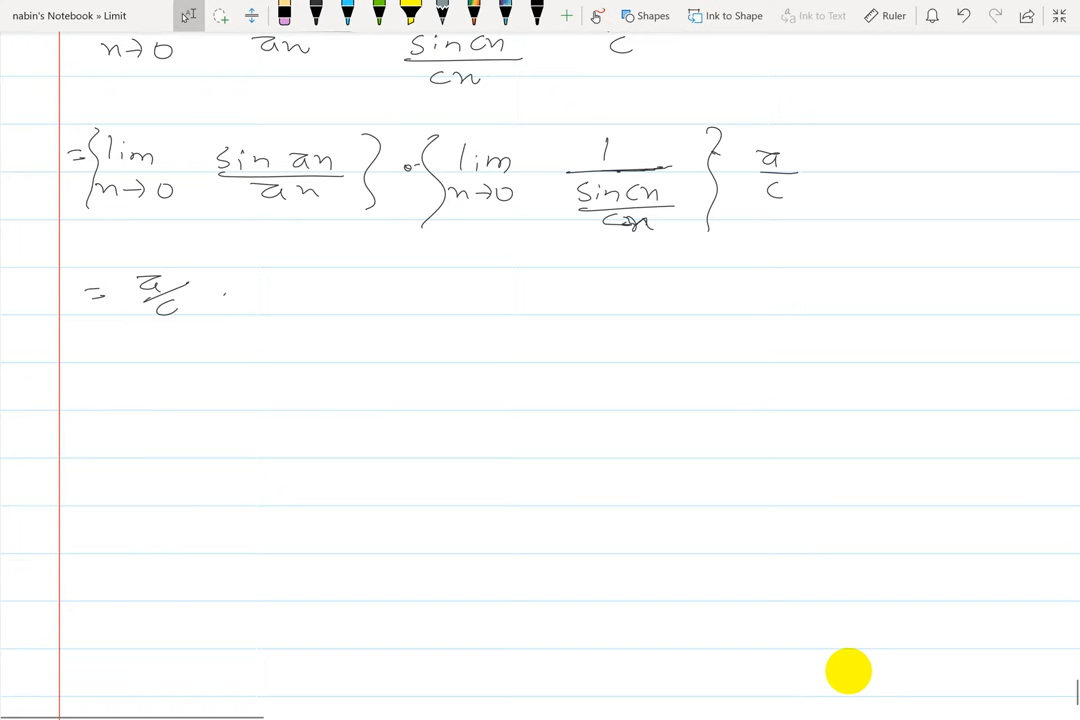 nabin's Notebook » Limit Shapes Ink to Shape Ink to Text Ruler
n→0 an sin cn/cn c
= { lim n→0 sin an/an } · { lim n→0 1/(sin cn/cn) } a/c
= a/c .